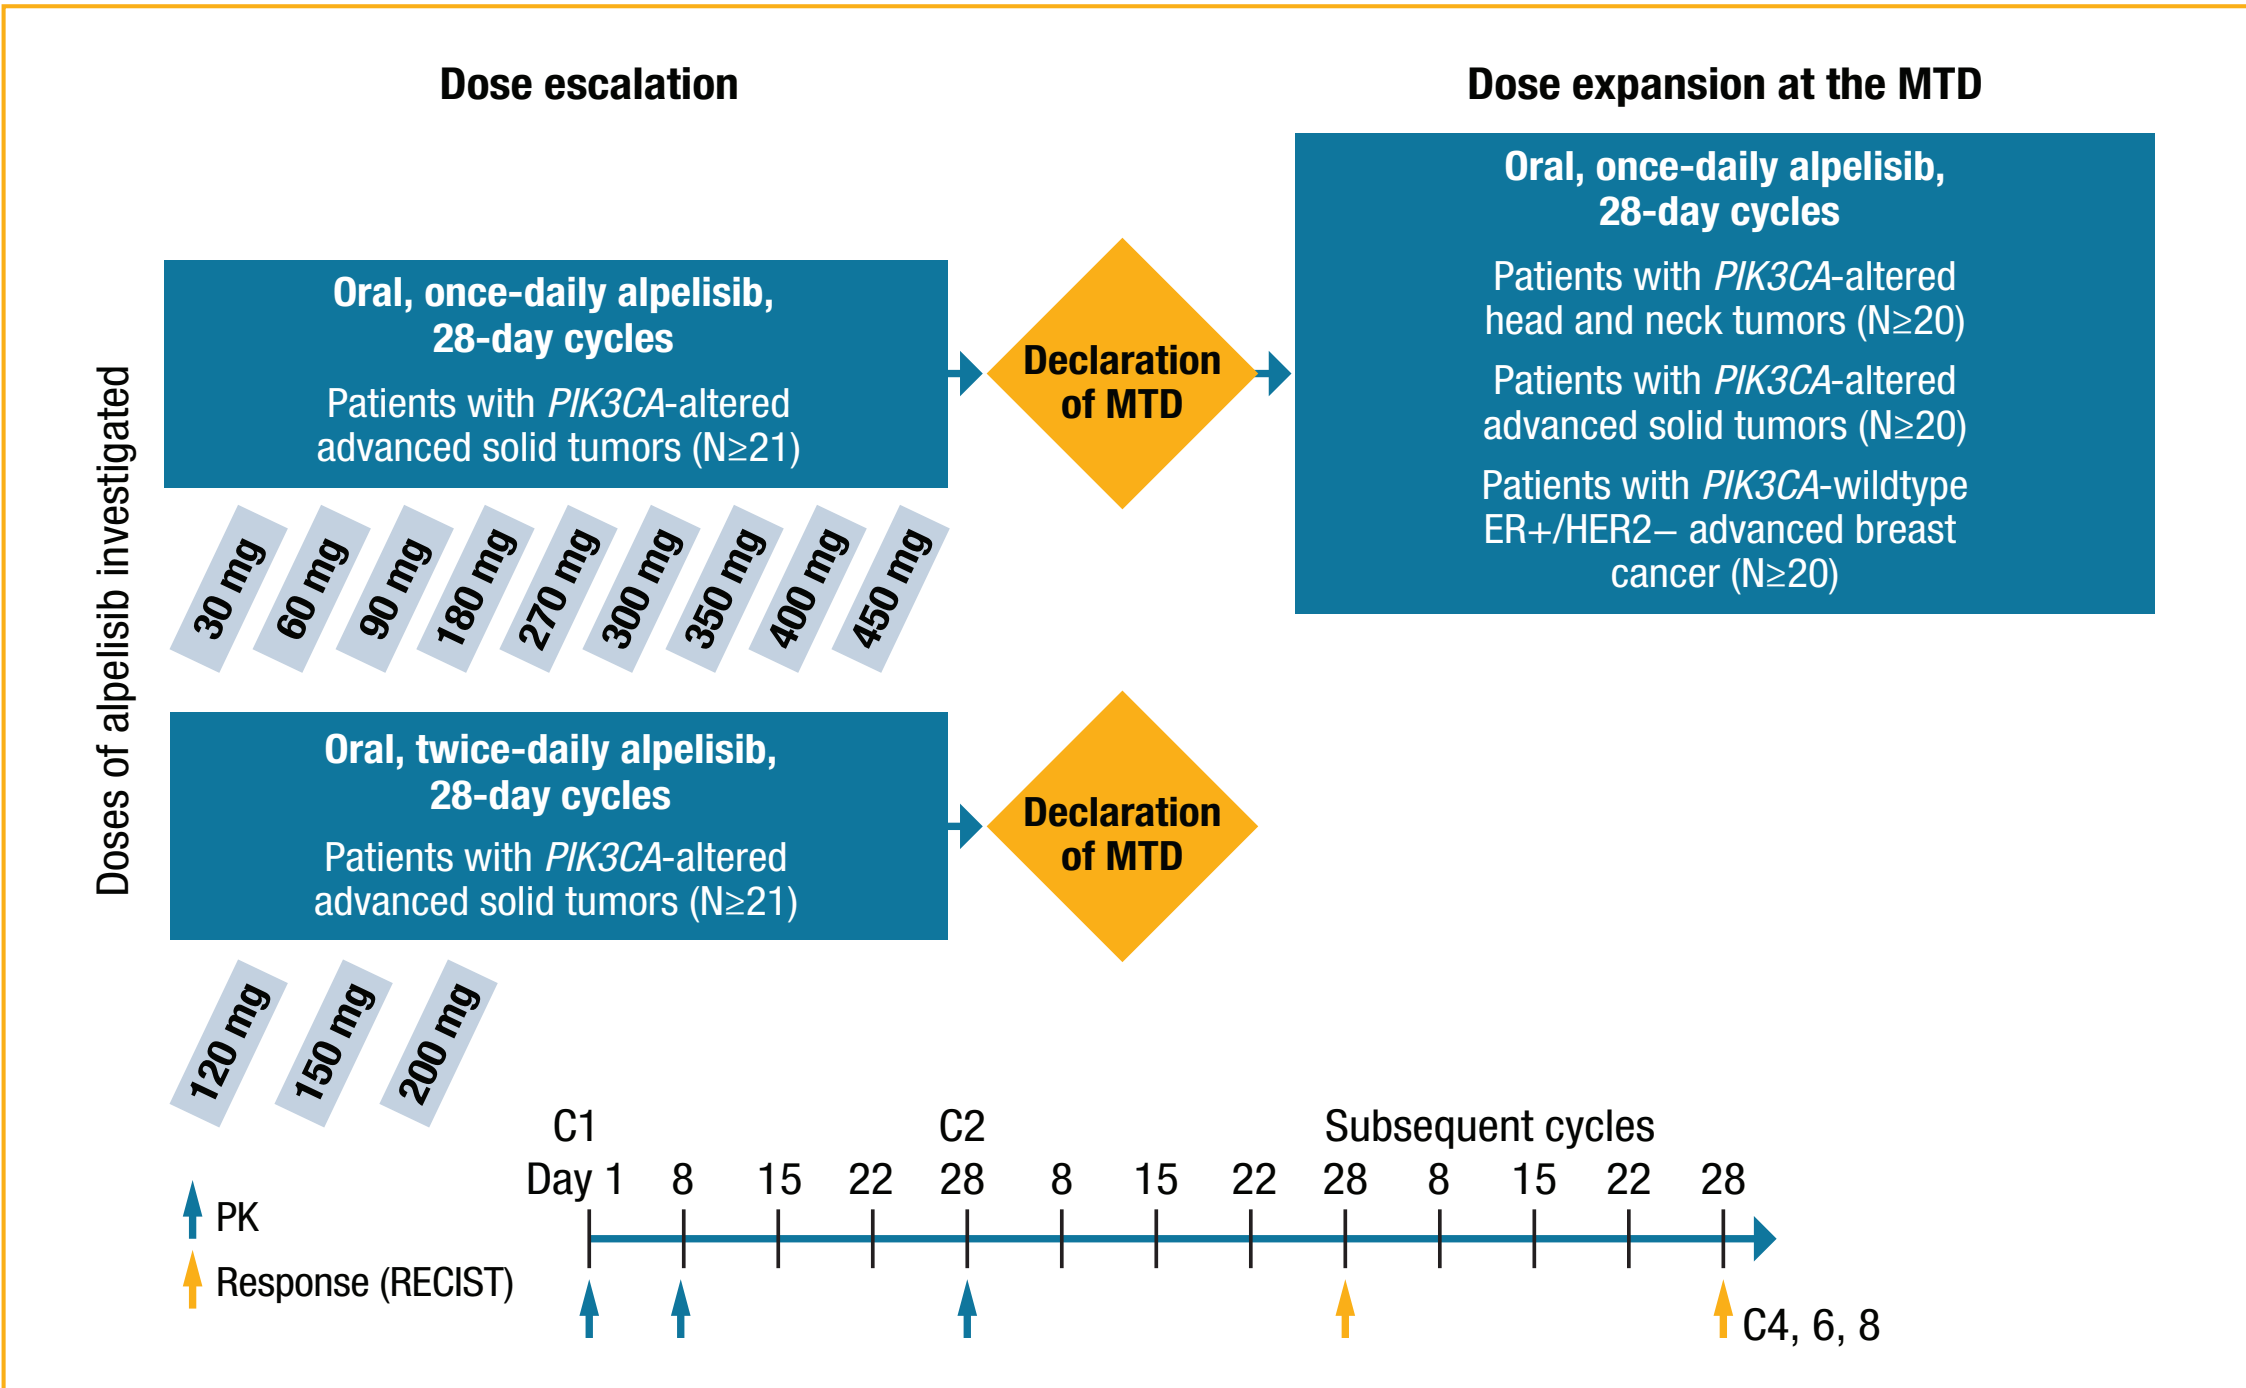 Dose escalation
Dose expansion at the MTD
Doses of alpelisib investigated
Oral, once-daily alpelisib,
28-day cycles
Patients with PIK3CA-altered
advanced solid tumors (N≥21)
Declaration
of MTD
Oral, once-daily alpelisib,
28-day cycles
Patients with PIK3CA-altered
head and neck tumors (N≥20)
Patients with PIK3CA-altered
advanced solid tumors (N≥20)
Patients with PIK3CA-wildtype
ER+/HER2− advanced breast
cancer (N≥20)
30 mg
60 mg
90 mg
180 mg
270 mg
300 mg
350 mg
400 mg
450 mg
Oral, twice-daily alpelisib,
28-day cycles
Patients with PIK3CA-altered
advanced solid tumors (N≥21)
Declaration
of MTD
120 mg
150 mg
200 mg
C1 C2 Subsequent cycles
Day 1 8 15 22 28 8 15 22 28 8 15 22 28
PK
Response (RECIST)
C4, 6, 8